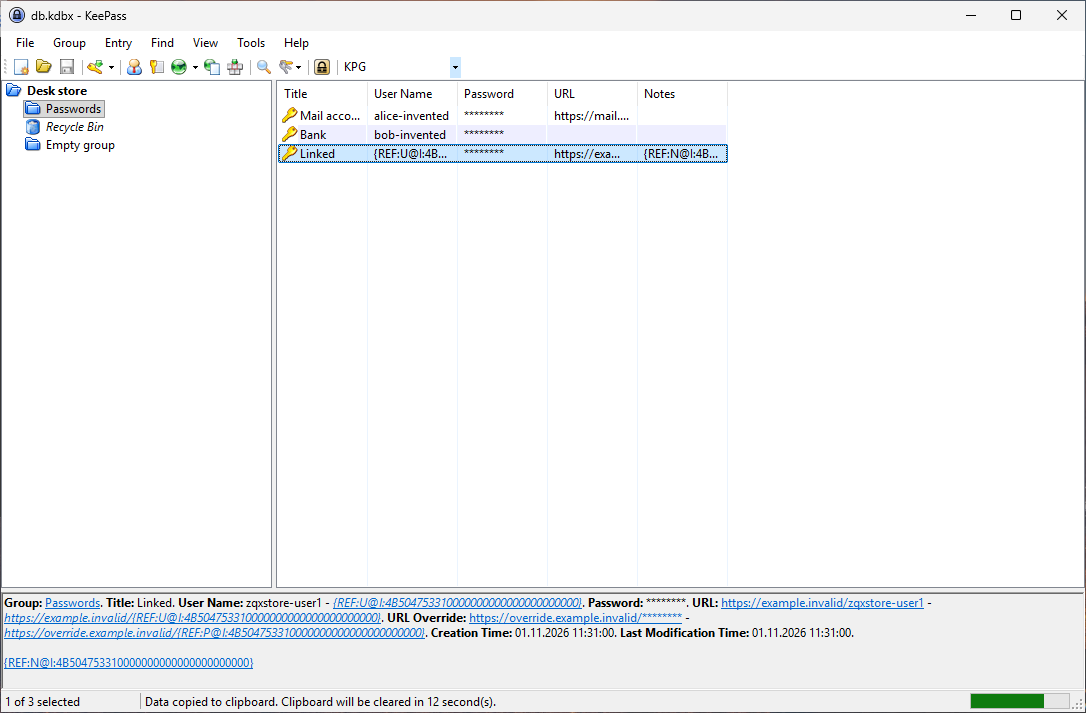 db.kdbx - KeePass
File Group Entry Find View Tools Help
KPG
Desk store
Passwords
Recycle Bin
Empty group
Title User Name Password URL Notes
Mail acco... alice-invented ******** https://mail....
Bank bob-invented ********
Linked {REF:U@I:4B... ******** https://exa... {REF:N@I:4B...
Group: Passwords. Title: Linked. User Name: zqxstore-user1 - {REF:U@I:4B504753310000000000000000000000}. Password: ********. URL: https://example.invalid/zqxstore-user1 -
https://example.invalid/{REF:U@I:4B504753310000000000000000000000}. URL Override: https://override.example.invalid/******** -
https://override.example.invalid/{REF:P@I:4B504753310000000000000000000000}. Creation Time: 01.11.2026 11:31:00. Last Modification Time: 01.11.2026 11:31:00.
{REF:N@I:4B504753310000000000000000000000}
1 of 3 selected Data copied to clipboard. Clipboard will be cleared in 12 second(s).